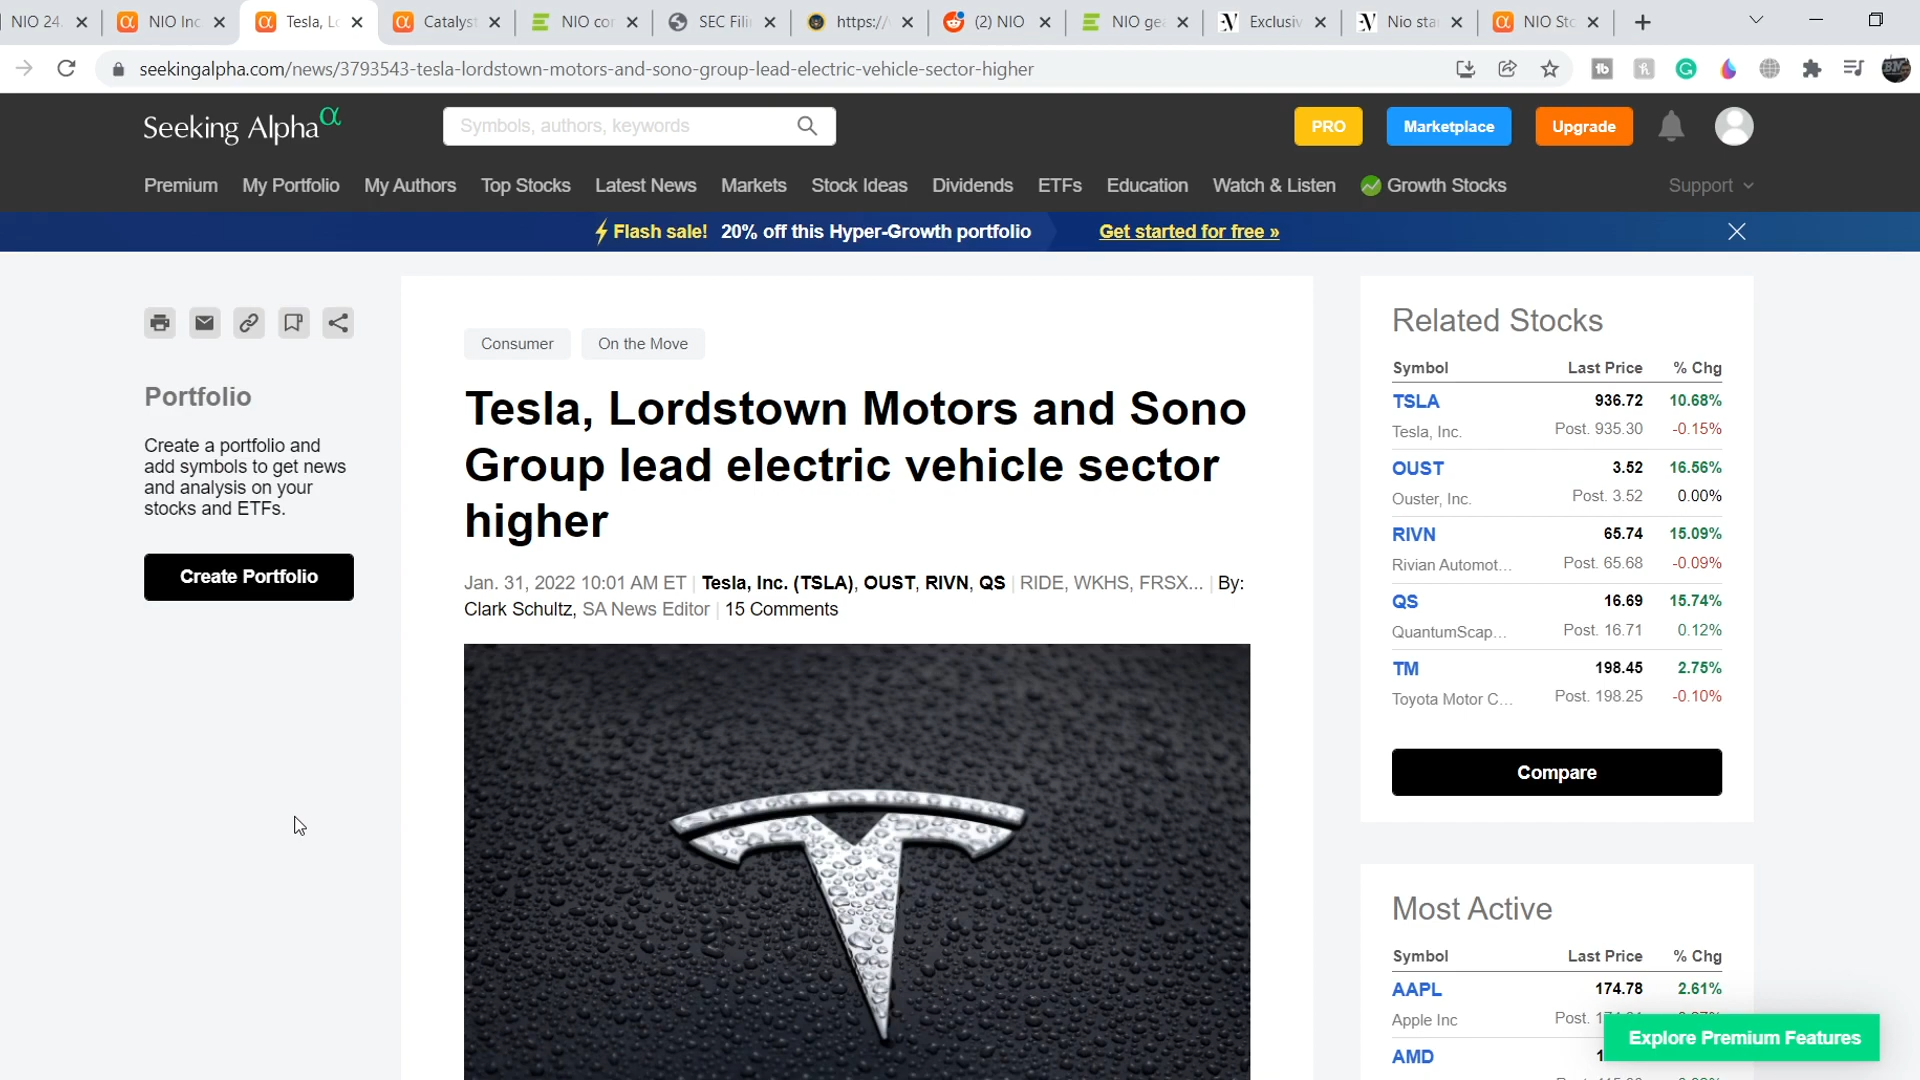 NIO 24.
NIO Inc
Tesla, Lo
Catalyst
NIO cor
SEC Fili
https://
(2) NIO
NIO gea
Exclusiv
Nio star
NIO Sto
seekingalpha.com/news/3793543-tesla-lordstown-motors-and-sono-group-lead-electric-vehicle-sector-higher
Seeking Alpha α
Symbols, authors, keywords
PRO
Marketplace
Upgrade
Premium My Portfolio My Authors Top Stocks Latest News Markets Stock Ideas Dividends ETFs Education Watch & Listen Growth Stocks Support
Flash sale! 20% off this Hyper-Growth portfolio Get started for free »
Portfolio
Create a portfolio and
add symbols to get news
and analysis on your
stocks and ETFs.
Create Portfolio
Consumer On the Move
Tesla, Lordstown Motors and Sono
Group lead electric vehicle sector
higher
Jan. 31, 2022 10:01 AM ET | Tesla, Inc. (TSLA), OUST, RIVN, QS | RIDE, WKHS, FRSX... | By:
Clark Schultz, SA News Editor | 15 Comments
Related Stocks
Symbol Last Price % Chg
TSLA 936.72 10.68%
Tesla, Inc. Post. 935.30 -0.15%
OUST 3.52 16.56%
Ouster, Inc. Post. 3.52 0.00%
RIVN 65.74 15.09%
Rivian Automot... Post. 65.68 -0.09%
QS 16.69 15.74%
QuantumScap... Post. 16.71 0.12%
TM 198.45 2.75%
Toyota Motor C... Post. 198.25 -0.10%
Compare
Most Active
Symbol Last Price % Chg
AAPL 174.78 2.61%
Apple Inc Post.
AMD
Explore Premium Features